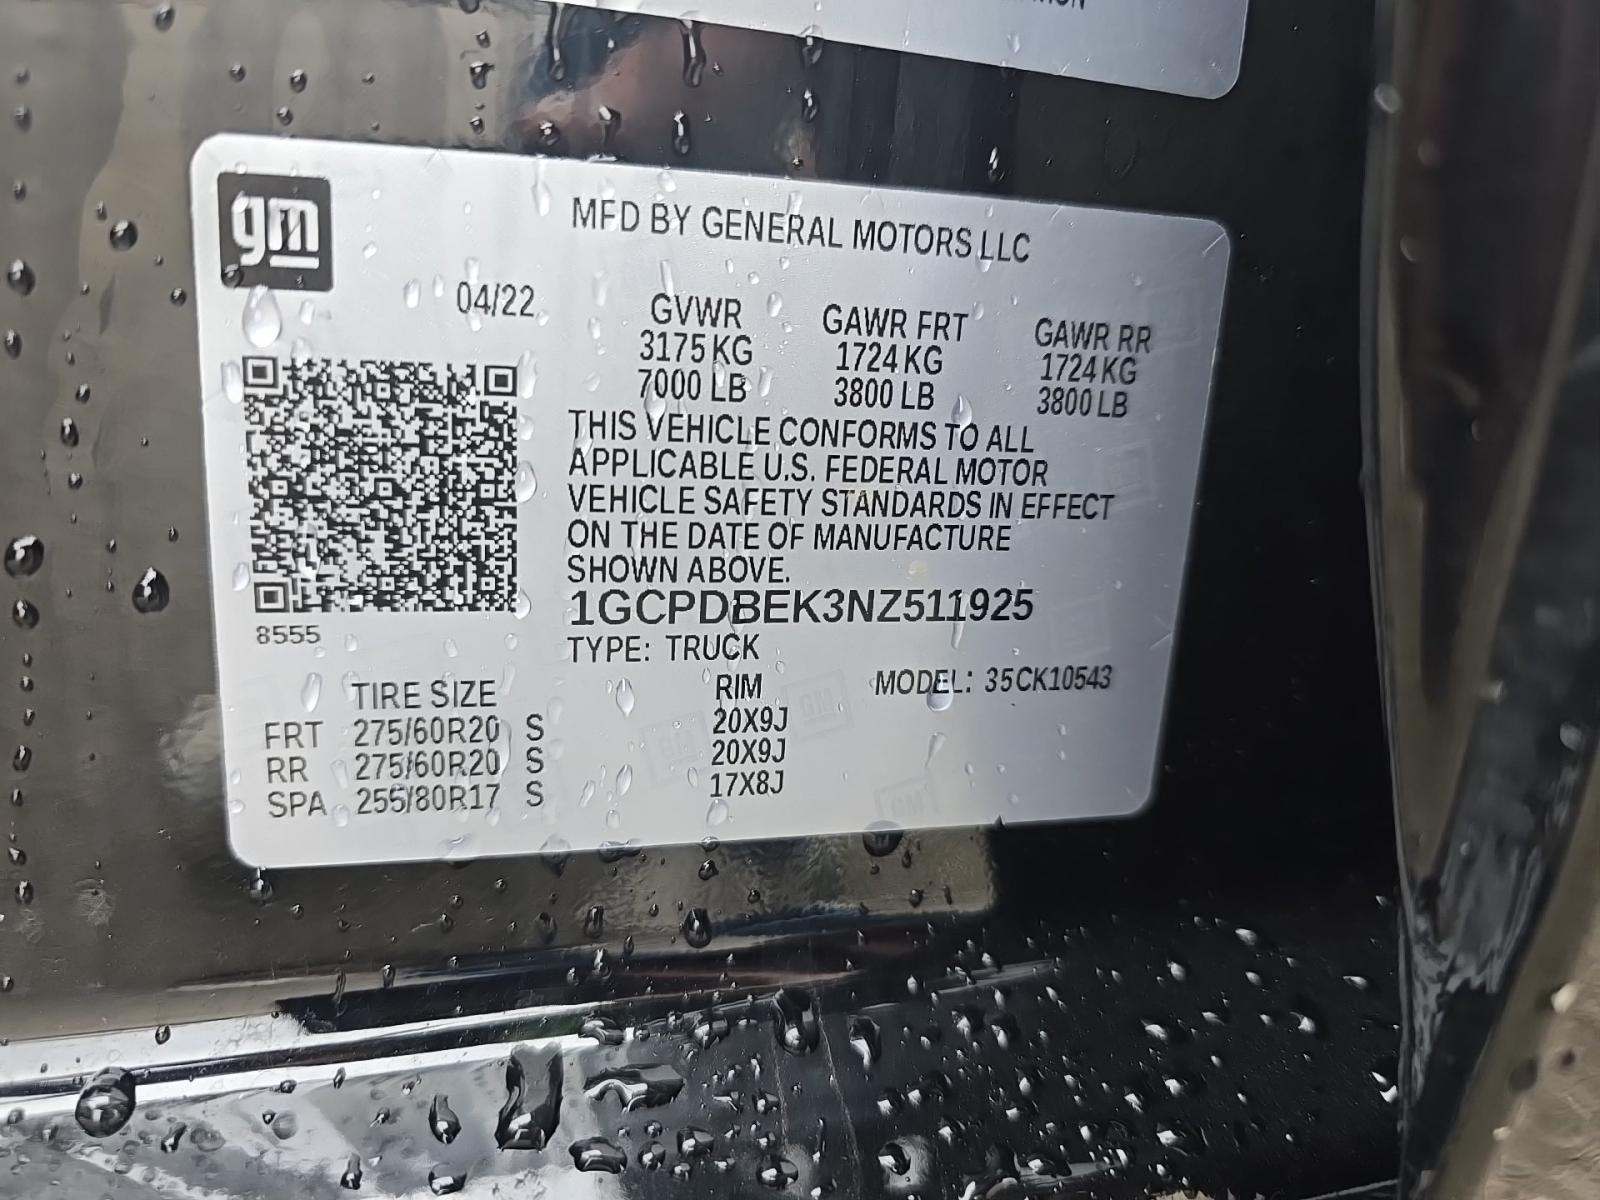 gm
MFD BY GENERAL MOTORS LLC
04/22
GVWR GAWR FRT GAWR RR
3175 KG 1724 KG 1724 KG
7000 LB 3800 LB 3800 LB
THIS VEHICLE CONFORMS TO ALL
APPLICABLE U.S. FEDERAL MOTOR
VEHICLE SAFETY STANDARDS IN EFFECT
ON THE DATE OF MANUFACTURE
SHOWN ABOVE.
1GCPDBEK3NZ511925
8555
TYPE: TRUCK
MODEL: 35CK10543
TIRE SIZE RIM
FRT 275/60R20 S 20X9J
RR 275/60R20 S 20X9J
SPA 255/80R17 S 17X8J
GM
GM
GM